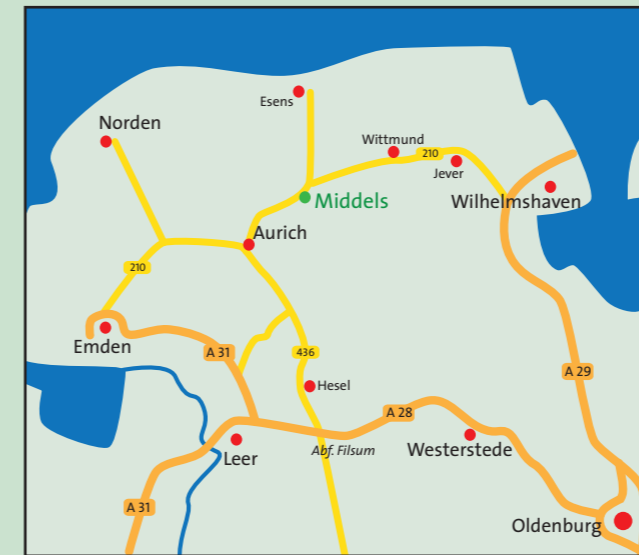 Esens
Norden
Wittmund
210
Jever
Middels
Wilhelmshaven
Aurich
210
Emden
A 31
436
A 29
Hesel
A 28
Abf. Filsum
Westerstede
Leer
A 31
Oldenburg